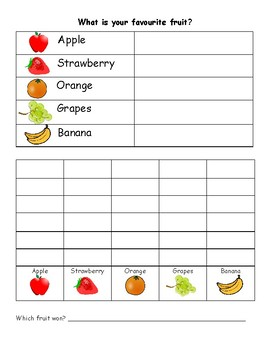 What is your favourite fruit?
Apple
Strawberry
Orange
Grapes
Banana
Apple Strawberry Orange Grapes Banana
Which fruit won?